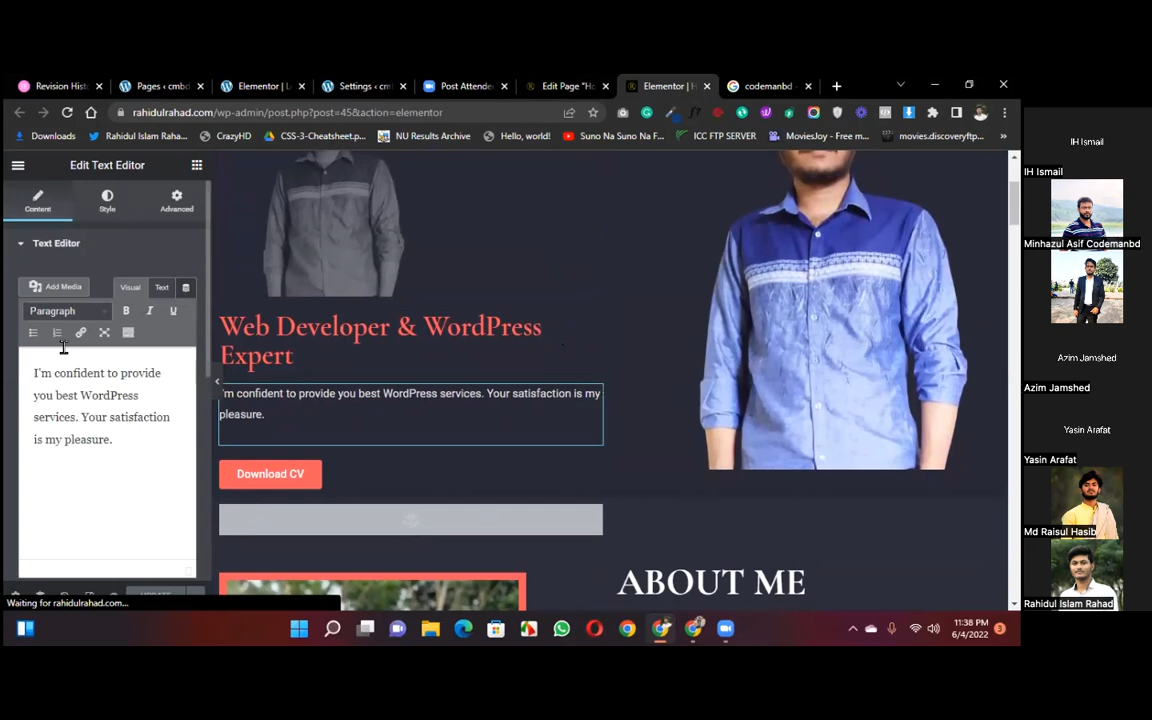 Revision Hist
Pages ‹ cmbd
Elementor | L
Settings ‹ cm
Post Attende
Edit Page "Ho
Elementor | H
codemanbd -
rahidulrahad.com/wp-admin/post.php?post=45&action=elementor
Downloads
Rahidul Islam Raha...
CrazyHD
CSS-3-Cheatsheet.p...
NU Results Archive
Hello, world!
Suno Na Suno Na F...
ICC FTP SERVER
MoviesJoy - Free m...
movies.discoveryftp...
Edit Text Editor
Content
Style
Advanced
Text Editor
Add Media
Visual
Text
Paragraph
B
I
U
I'm confident to provide
you best WordPress
services. Your satisfaction
is my pleasure.
Waiting for rahidulrahad.com...
Web Developer & WordPress
Expert
I'm confident to provide you best WordPress services. Your satisfaction is my
pleasure.
Download CV
ABOUT ME
11:38 PM
6/4/2022
3
IH Ismail
IH Ismail
Minhazul Asif Codemanbd
Azim Jamshed
Azim Jamshed
Yasin Arafat
Yasin Arafat
Md Raisul Hasib
Rahidul Islam Rahad